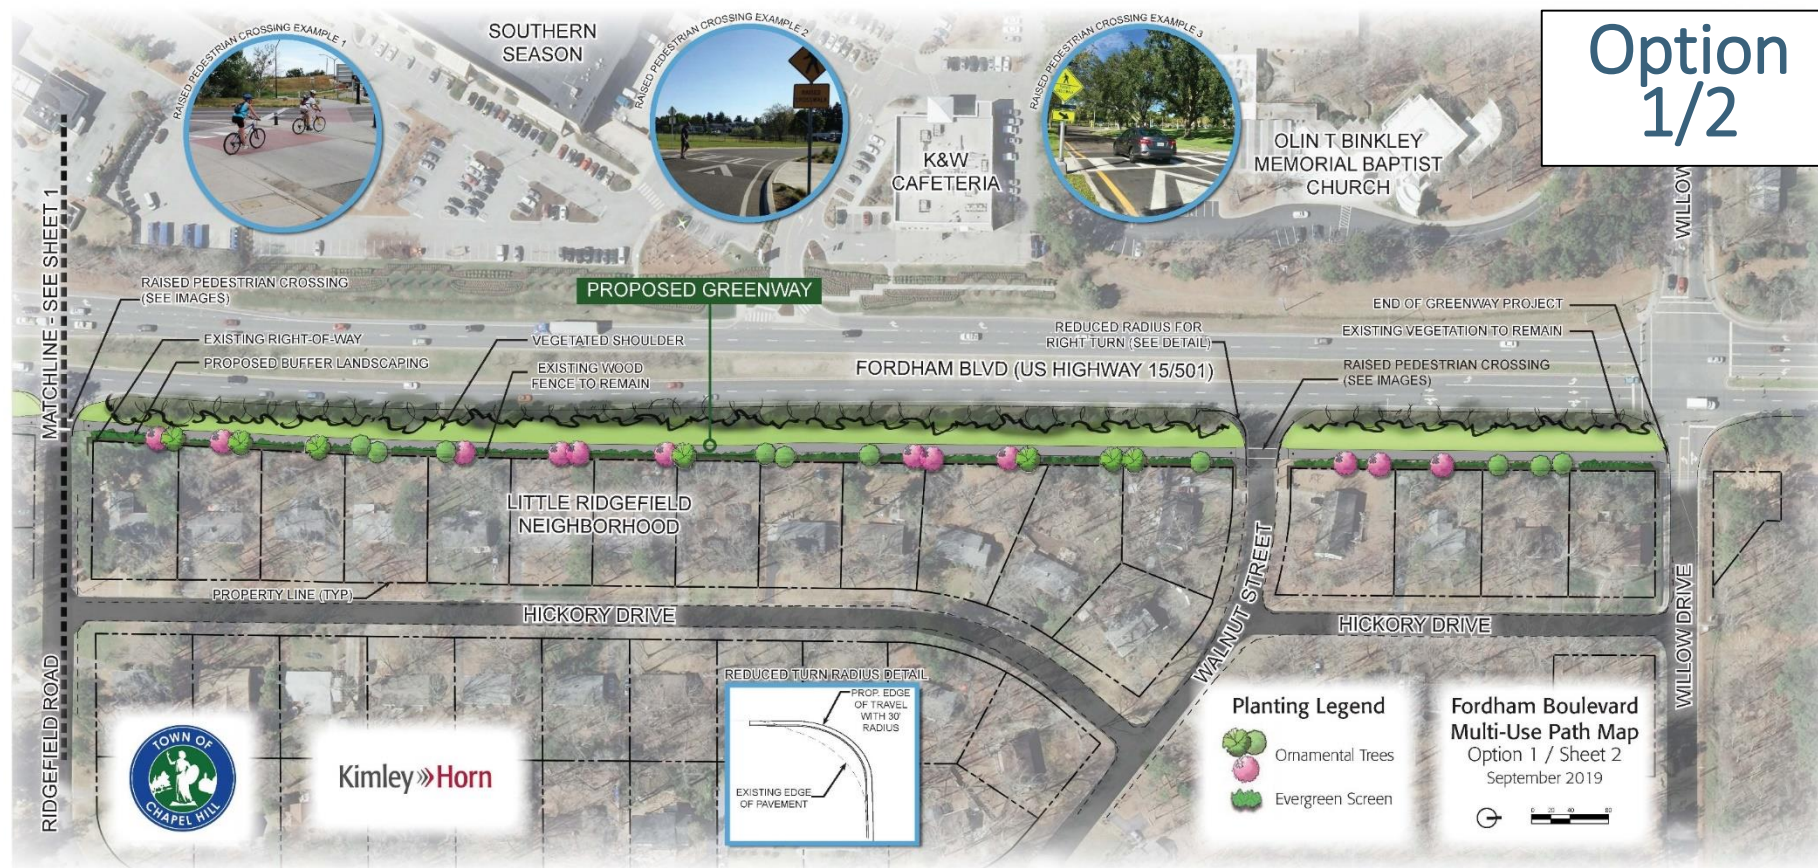 Option
1/2
RAISED PEDESTRIAN CROSSING EXAMPLE 1
SOUTHERN
SEASON
RAISED PEDESTRIAN CROSSING EXAMPLE 2
RAISED PEDESTRIAN CROSSING EXAMPLE 3
K&W
CAFETERIA
OLIN T BINKLEY
MEMORIAL BAPTIST
CHURCH
WILLOW
MATCHLINE - SEE SHEET 1
RAISED PEDESTRIAN CROSSING
(SEE IMAGES)
EXISTING RIGHT-OF-WAY
PROPOSED BUFFER LANDSCAPING
VEGETATED SHOULDER
EXISTING WOOD
FENCE TO REMAIN
PROPOSED GREENWAY
FORDHAM BLVD (US HIGHWAY 15/501)
REDUCED RADIUS FOR
RIGHT TURN (SEE DETAIL)
END OF GREENWAY PROJECT
EXISTING VEGETATION TO REMAIN
RAISED PEDESTRIAN CROSSING
(SEE IMAGES)
LITTLE RIDGEFIELD
NEIGHBORHOOD
PROPERTY LINE (TYP)
HICKORY DRIVE
WALNUT STREET
HICKORY DRIVE
WILLOW DRIVE
RIDGEFIELD ROAD
TOWN OF
CHAPEL HILL
Kimley»Horn
REDUCED TURN RADIUS DETAIL
PROP. EDGE
OF TRAVEL
WITH 30'
RADIUS
EXISTING EDGE
OF PAVEMENT
Planting Legend
Ornamental Trees
Evergreen Screen
Fordham Boulevard
Multi-Use Path Map
Option 1 / Sheet 2
September 2019